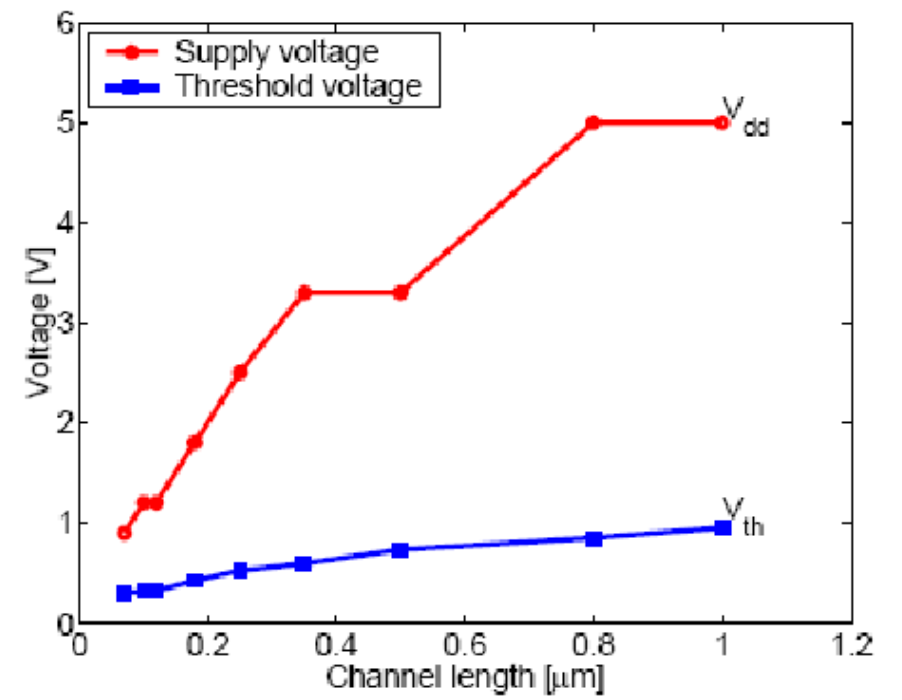 Supply voltage
Threshold voltage
6
5
4
3
2
1
0
Voltage [V]
V dd
V th
0 0.2 0.4 0.6 0.8 1 1.2
Channel length [μm]